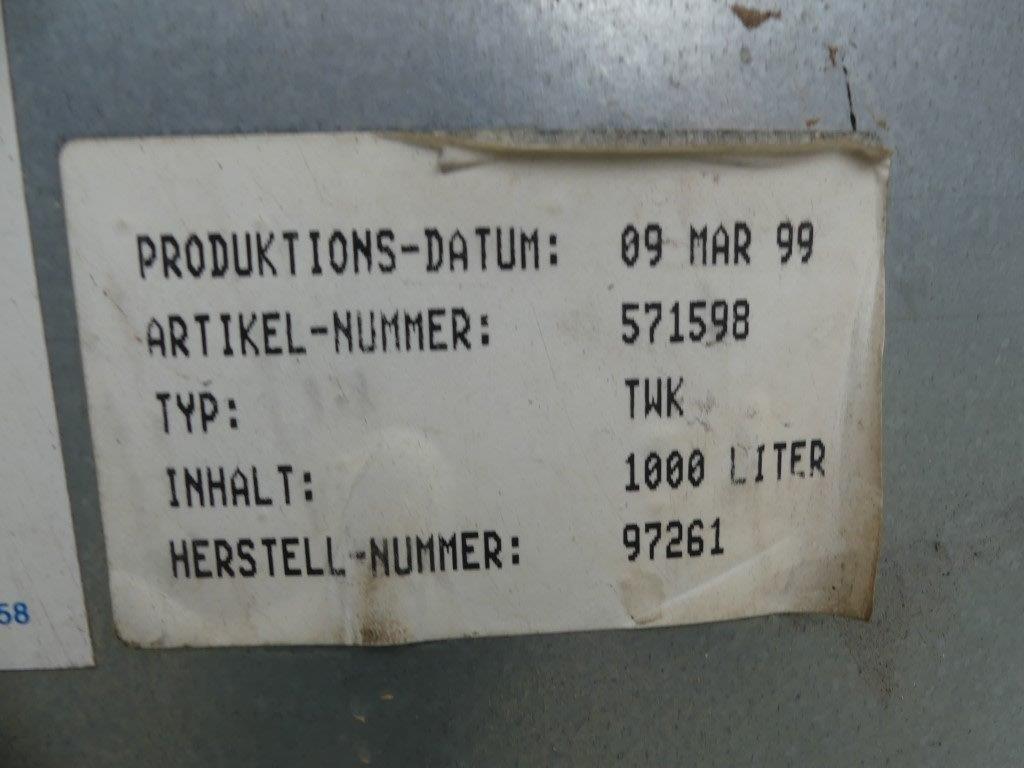 PRODUKTIONS-DATUM: 09 MAR 99
ARTIKEL-NUMMER: 571598
TYP: TWK
INHALT: 1000 LITER
HERSTELL-NUMMER: 97261
58